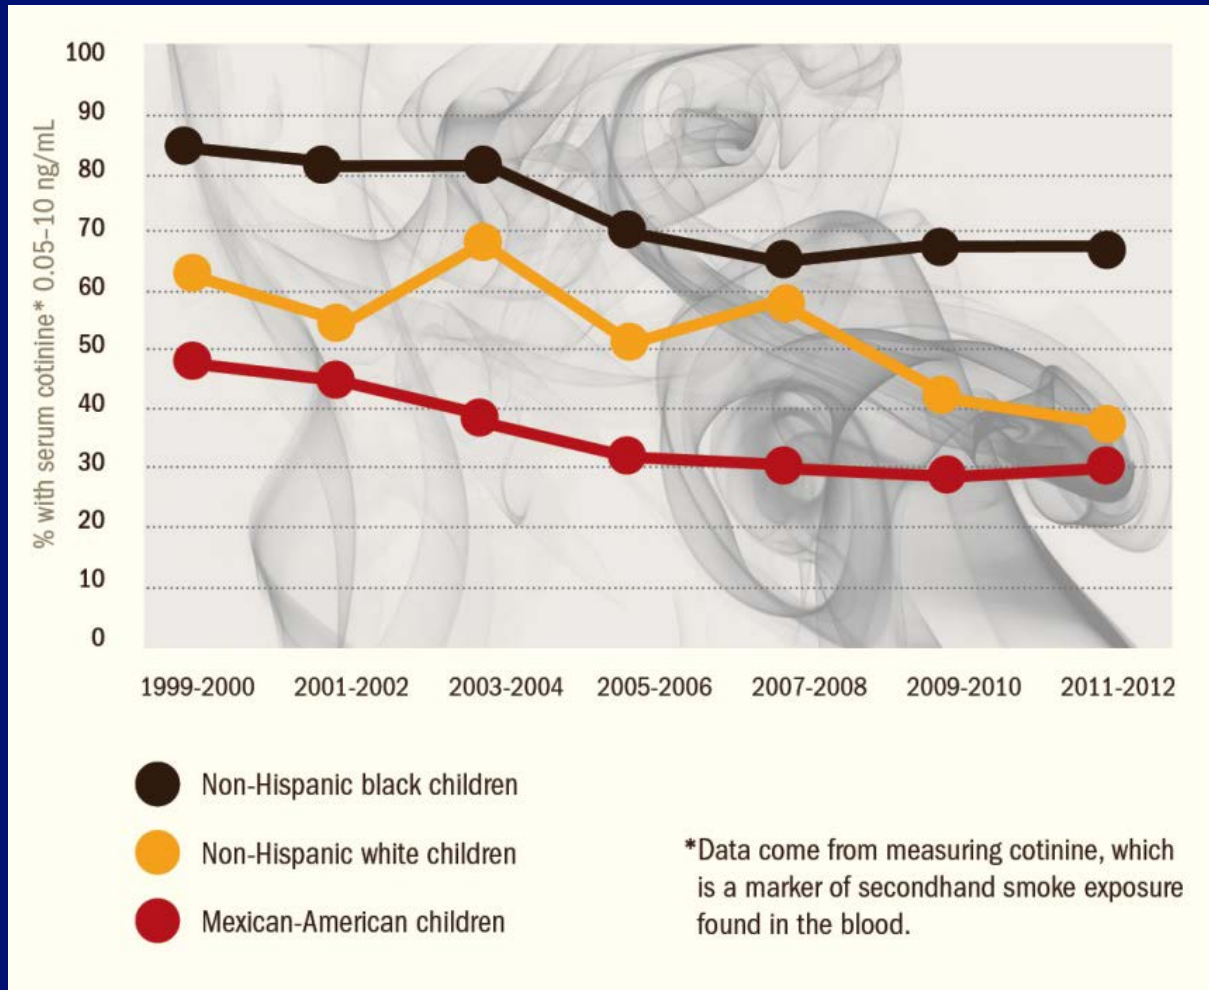 100
90
80
70
60
50
40
30
20
10
0
% with serum cotinine* 0.05–10 ng/mL
1999-2000 2001-2002 2003-2004 2005-2006 2007-2008 2009-2010 2011-2012
Non-Hispanic black children
Non-Hispanic white children
Mexican-American children
*Data come from measuring cotinine, which
is a marker of secondhand smoke exposure
found in the blood.